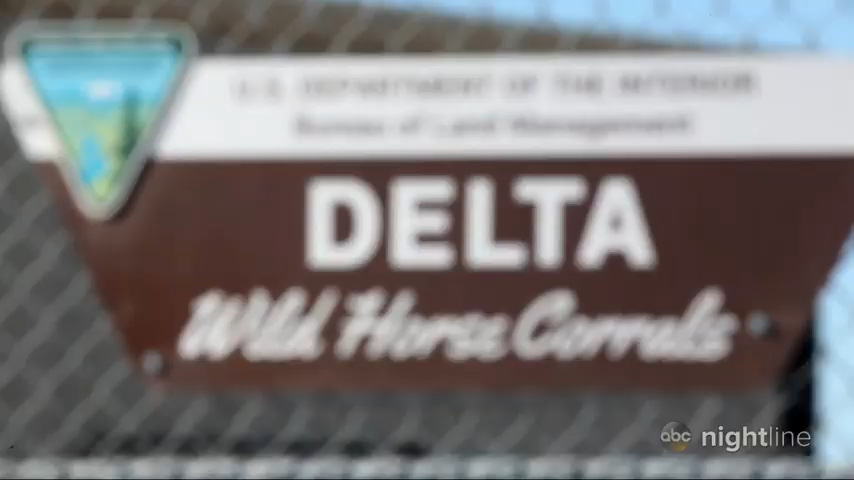 U.S. DEPARTMENT OF THE INTERIOR
Bureau of Land Management
DELTA
Wild Horse Corrals
abc nightline